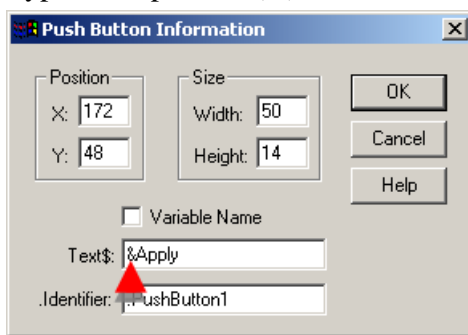 Push Button Information
Position
X: 172
Y: 48
Size
Width: 50
Height: 14
OK
Cancel
Help
Variable Name
Text$: &Apply
.Identifier: .PushButton1